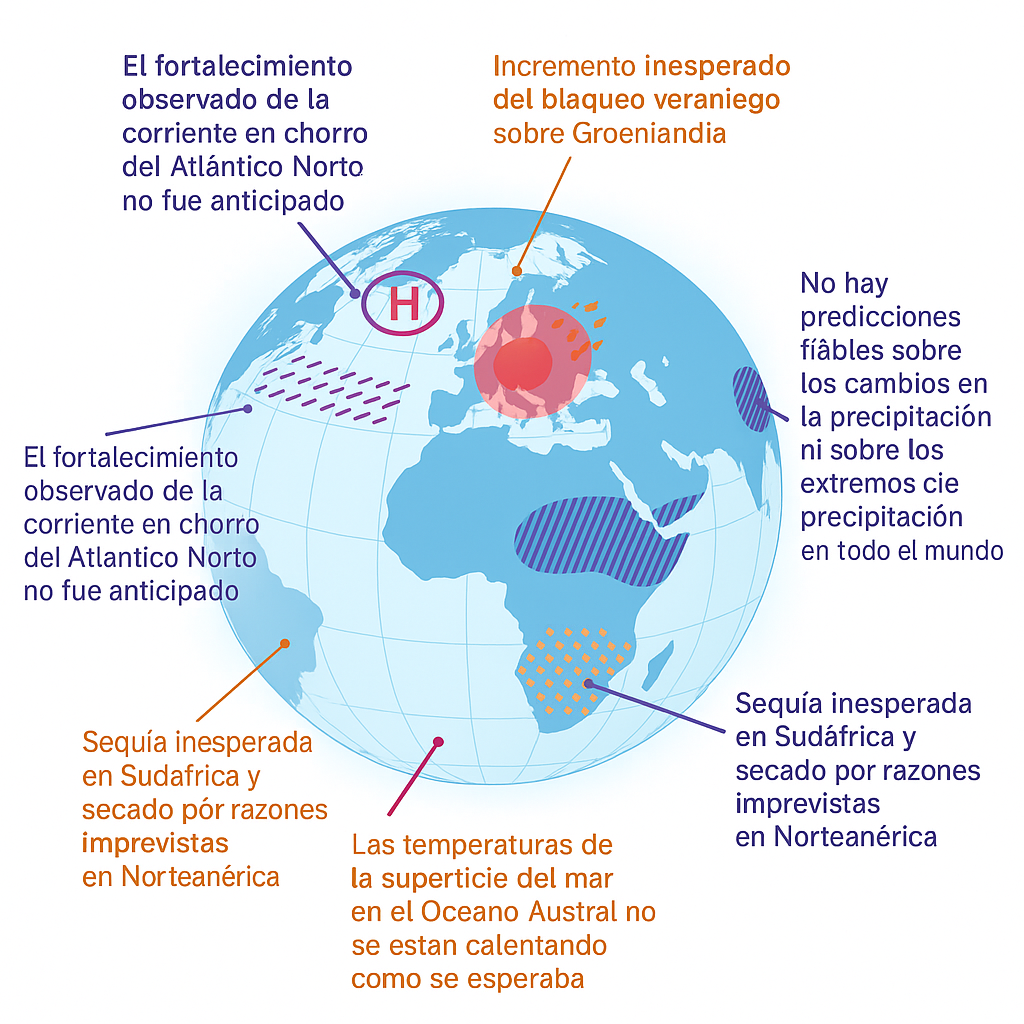 El fortalecimiento
observado de la
corriente en chorro
del Atlántico Norto
no fue anticipado
Incremento inesperado
del blaqueo veraniego
sobre Groeniandia
H
No hay
predicciones
fíâbles sobre
los cambios en
la precipitación
ni sobre los
extremos cie
precipitación
en todo el mundo
El fortalecimiento
observado de la
corriente en chorro
del Atlantico Norto
no fue anticipado
Sequía inesperada
en Sudafrica y
secado pór razones
imprevistas
en Norteanérica
Las temperaturas de
la superticie del mar
en el Oceano Austral no
se estan calentando
como se esperaba
Sequía inesperada
en Sudáfrica y
secado por razones
imprevistas
en Norteanérica